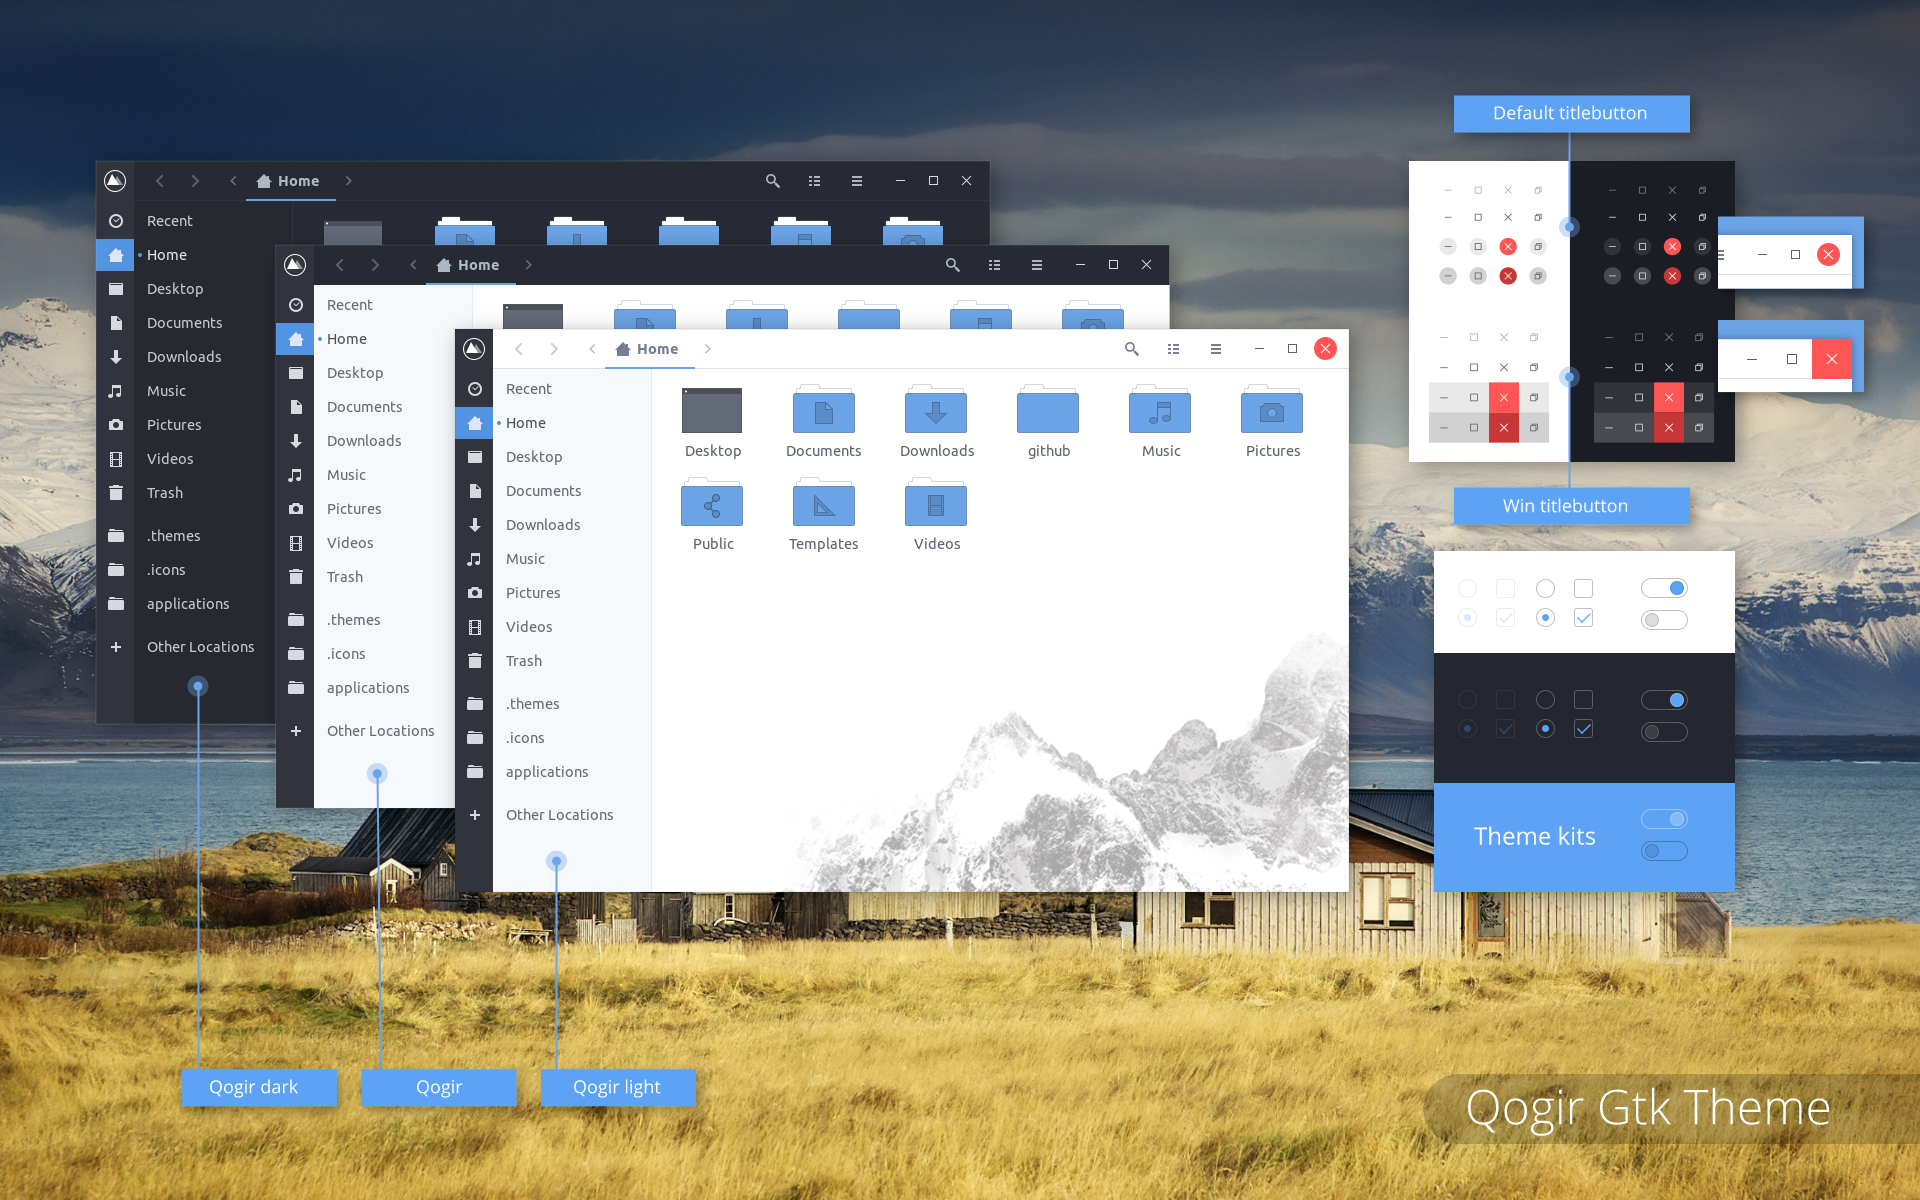 Default titlebutton
Home
Recent
Home
Desktop
Documents
Downloads
Music
Pictures
Videos
Trash
.themes
.icons
applications
Other Locations
Home
Recent
Home
Desktop
Documents
Downloads
Music
Pictures
Videos
Trash
.themes
.icons
applications
Other Locations
Home
Recent
Home
Desktop
Documents
Downloads
Music
Pictures
Videos
Trash
.themes
.icons
applications
Other Locations
Desktop
Documents
Downloads
github
Music
Pictures
Public
Templates
Videos
Win titlebutton
Theme kits
Qogir dark
Qogir
Qogir light
Qogir Gtk Theme